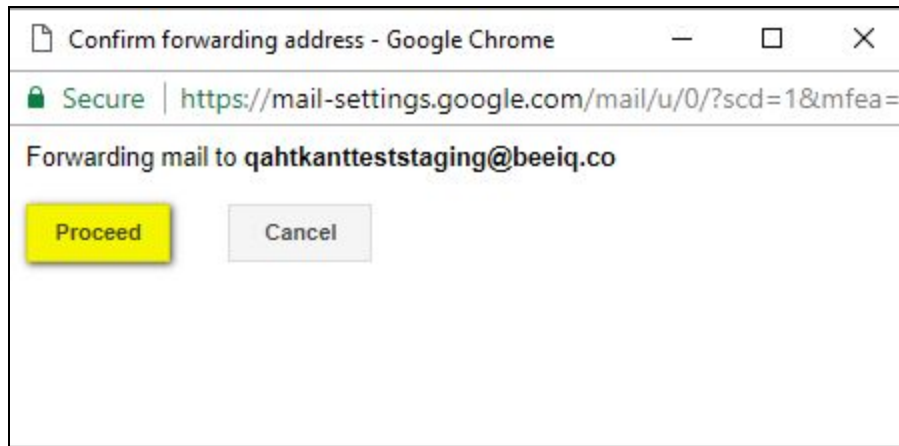 Confirm forwarding address - Google Chrome
Secure | https://mail-settings.google.com/mail/u/0/?scd=1&mfea=
Forwarding mail to qahtkantteststaging@beeiq.co
Proceed Cancel